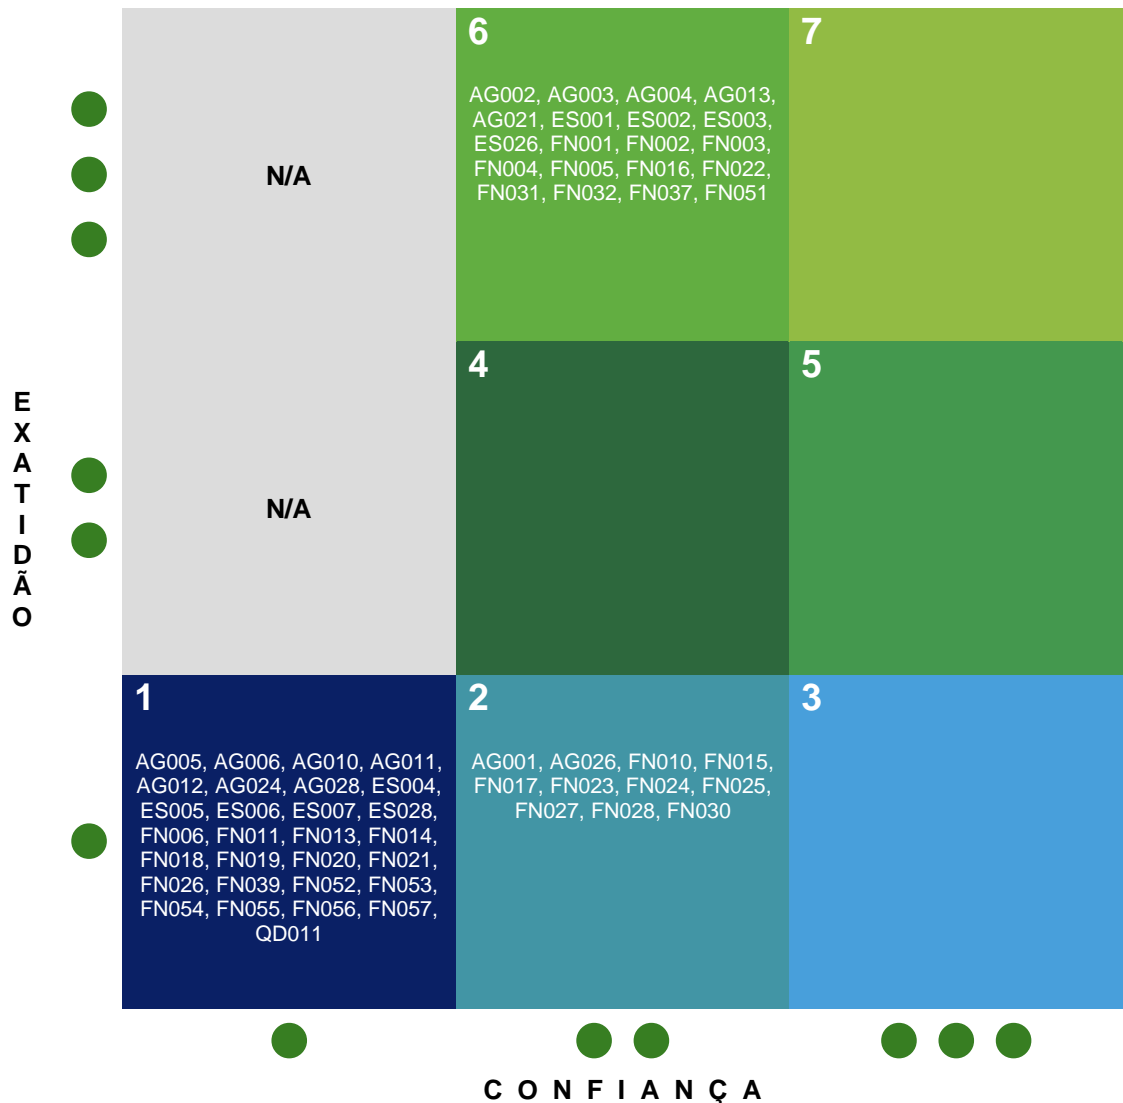 6
AG002, AG003, AG004, AG013,
AG021, ES001, ES002, ES003,
ES026, FN001, FN002, FN003,
FN004, FN005, FN016, FN022,
FN031, FN032, FN037, FN051
7
N/A
4
5
N/A
EXATIDÃO
1
AG005, AG006, AG010, AG011,
AG012, AG024, AG028, ES004,
ES005, ES006, ES007, ES028,
FN006, FN011, FN013, FN014,
FN018, FN019, FN020, FN021,
FN026, FN039, FN052, FN053,
FN054, FN055, FN056, FN057,
QD011
2
AG001, AG026, FN010, FN015,
FN017, FN023, FN024, FN025,
FN027, FN028, FN030
3
CONFIANÇA